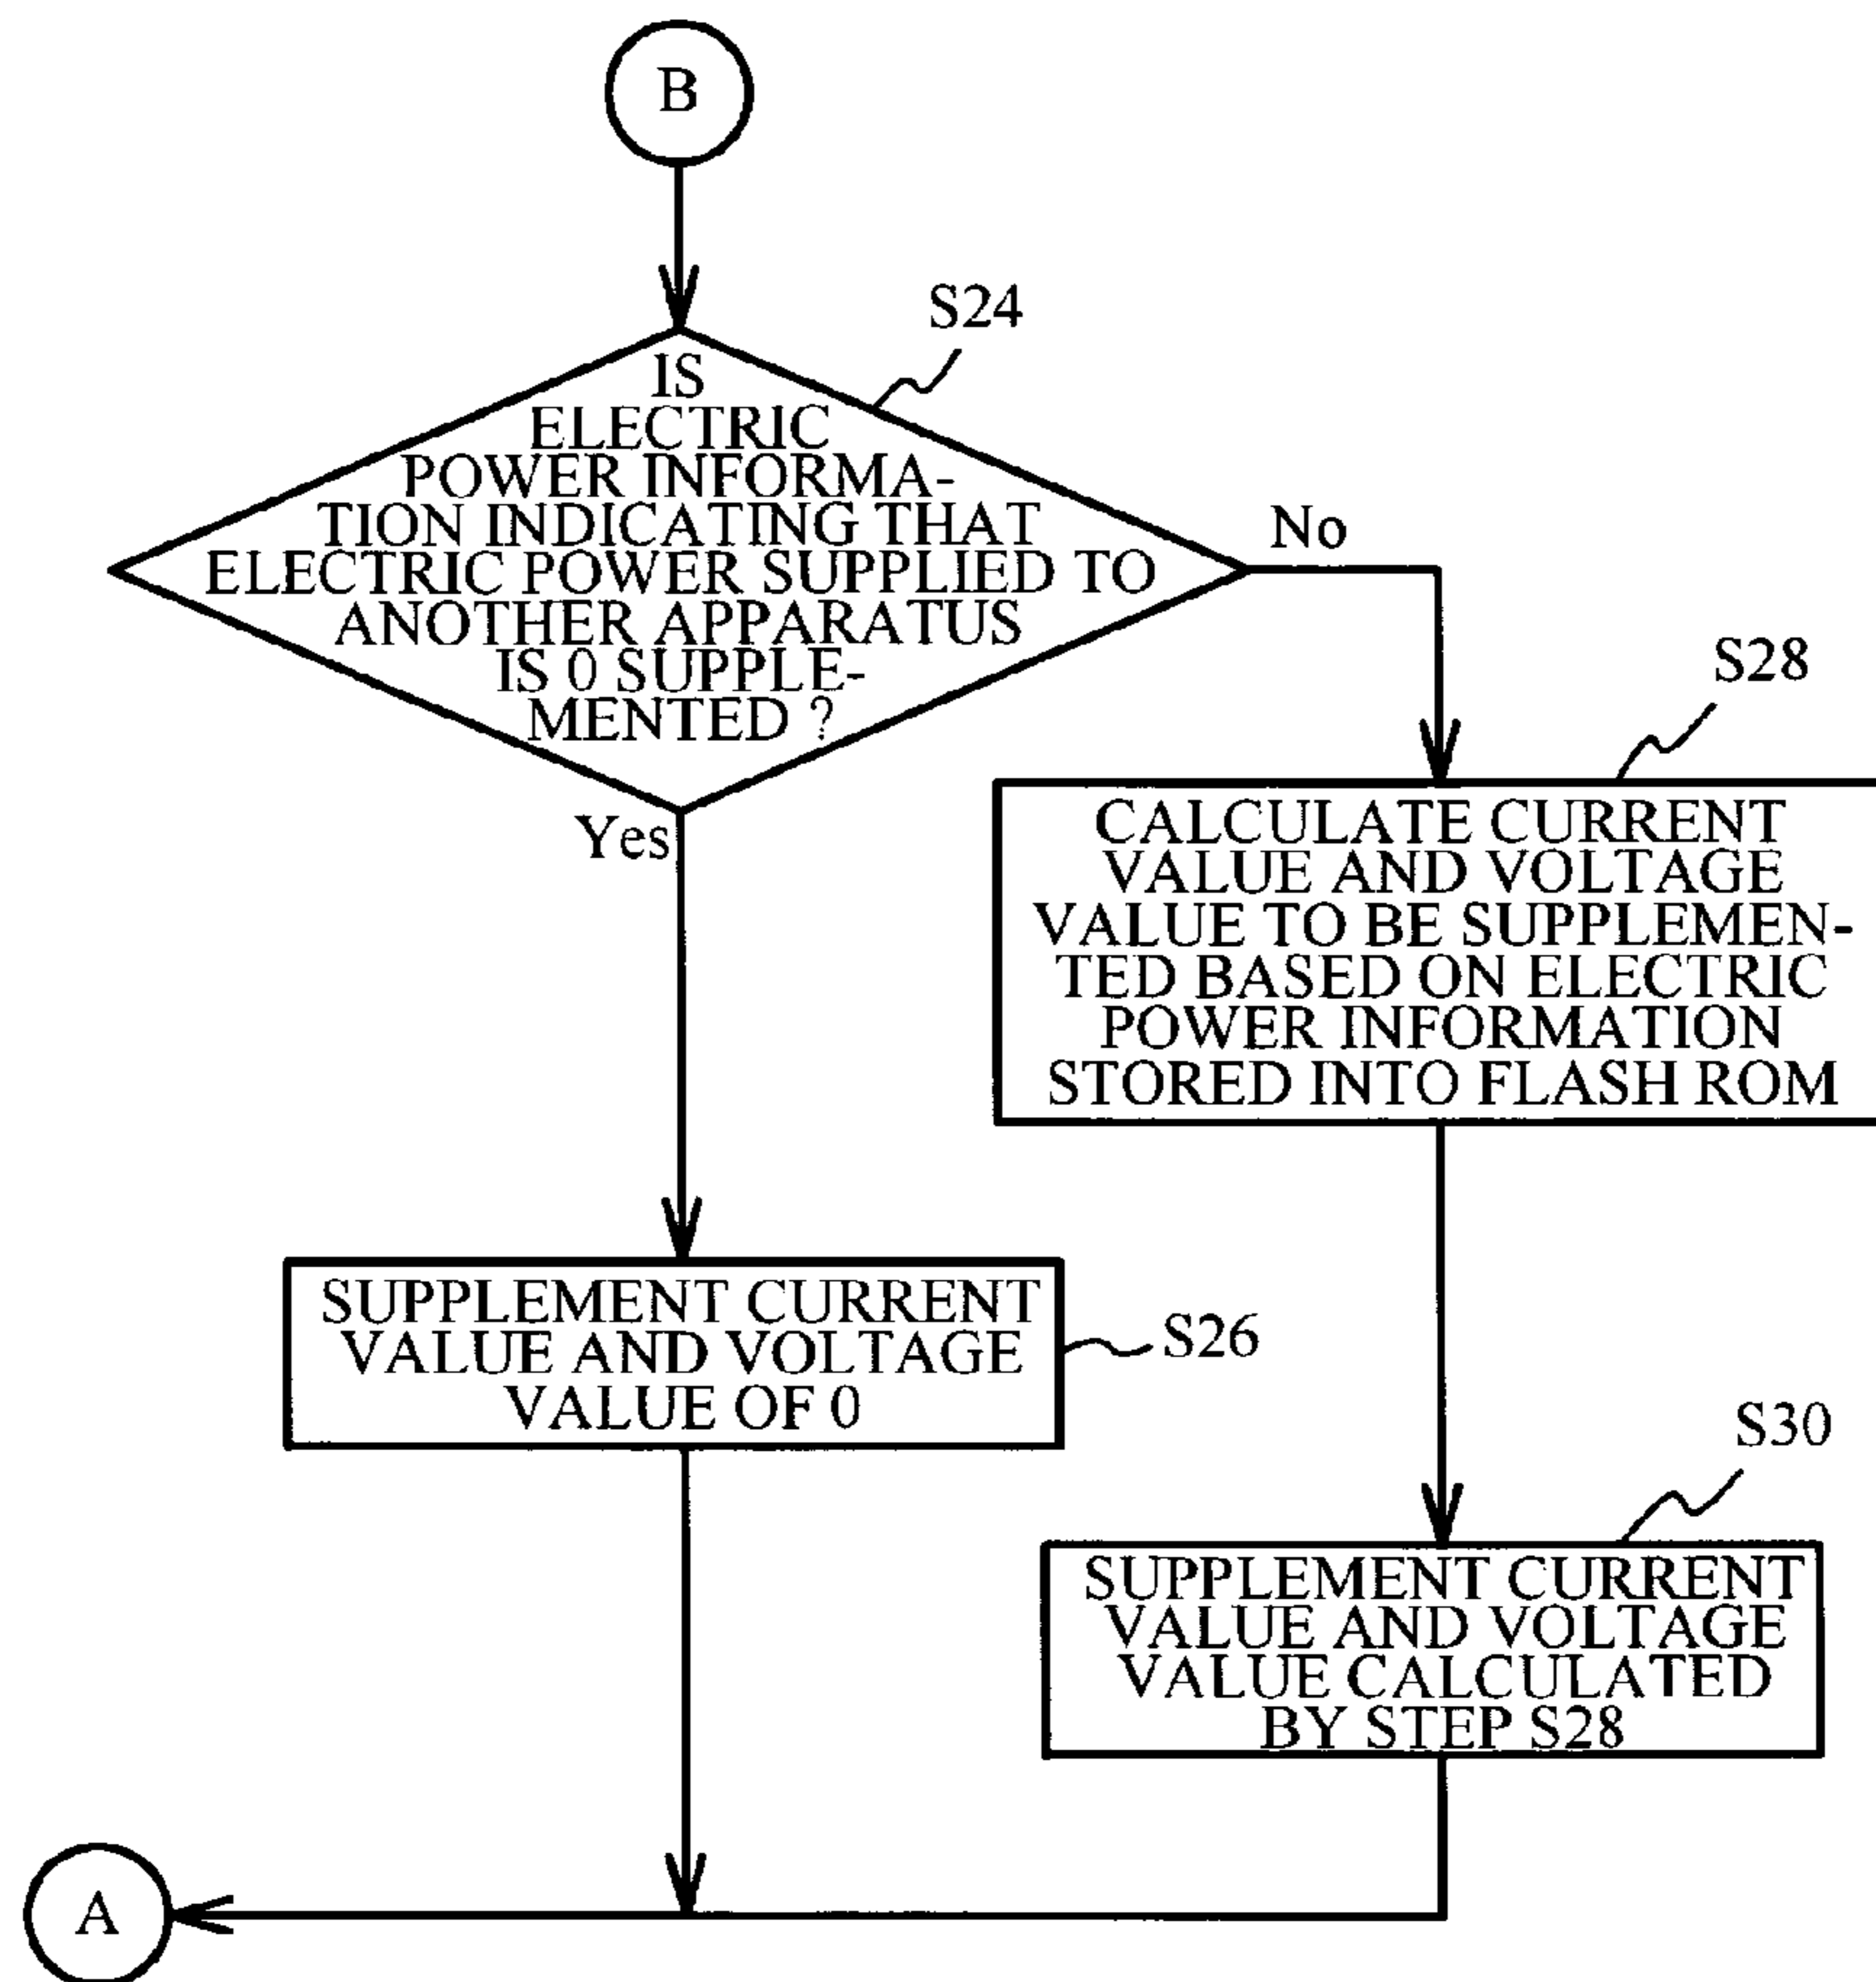 B
S24
IS
ELECTRIC
POWER INFORMA-
TION INDICATING THAT
ELECTRIC POWER SUPPLIED TO
ANOTHER APPARATUS
IS 0 SUPPLE-
MENTED ?
No
Yes
S28
CALCULATE CURRENT
VALUE AND VOLTAGE
VALUE TO BE SUPPLEMEN-
TED BASED ON ELECTRIC
POWER INFORMATION
STORED INTO FLASH ROM
SUPPLEMENT CURRENT
VALUE AND VOLTAGE
VALUE OF 0
S26
S30
SUPPLEMENT CURRENT
VALUE AND VOLTAGE
VALUE CALCULATED
BY STEP S28
A